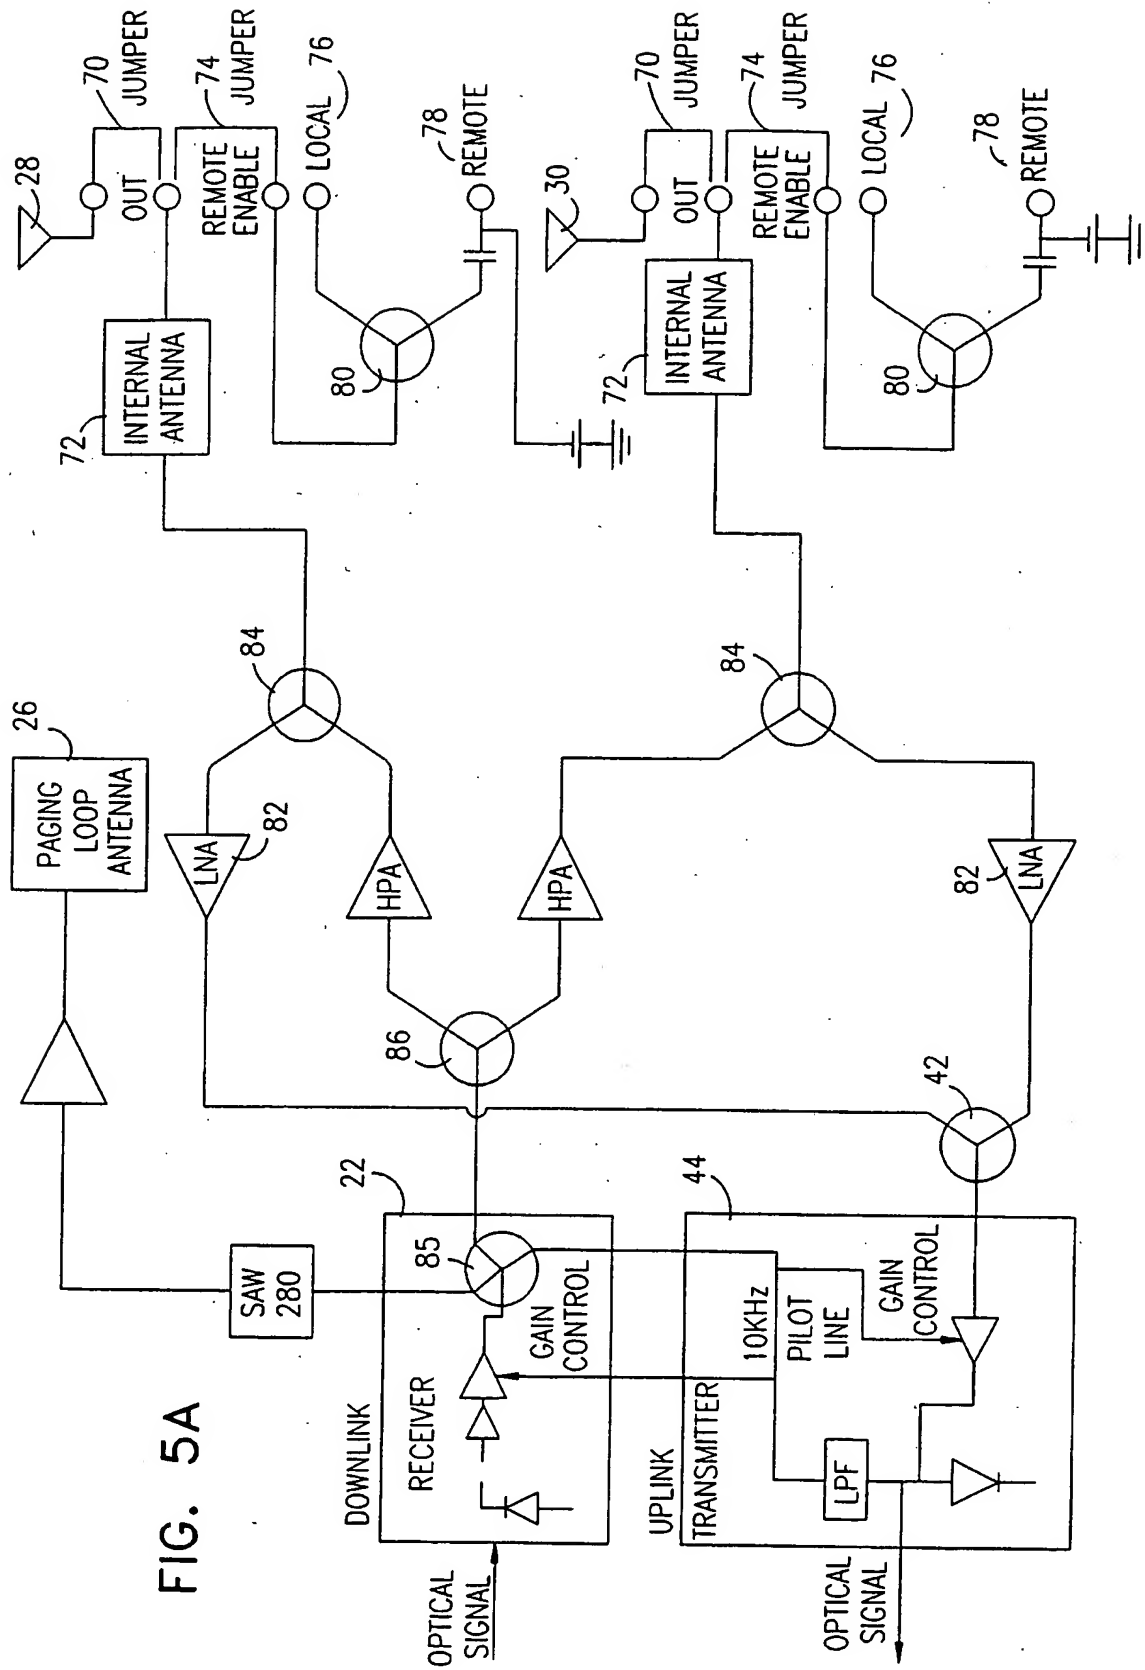 FIG. 5A
28
70
JUMPER
OUT
74
JUMPER
REMOTE
ENABLE
LOCAL
76
78
REMOTE
80
72
INTERNAL
ANTENNA
84
26
PAGING
LOOP
ANTENNA
LNA
82
HPA
HPA
86
22
85
SAW
280
DOWNLINK
RECEIVER
GAIN
CONTROL
OPTICAL
SIGNAL
30
70
JUMPER
OUT
74
JUMPER
REMOTE
ENABLE
LOCAL
76
78
REMOTE
80
72
INTERNAL
ANTENNA
84
82
LNA
42
44
10KHz
PILOT
LINE
GAIN
CONTROL
UPLINK
TRANSMITTER
LPF
OPTICAL
SIGNAL